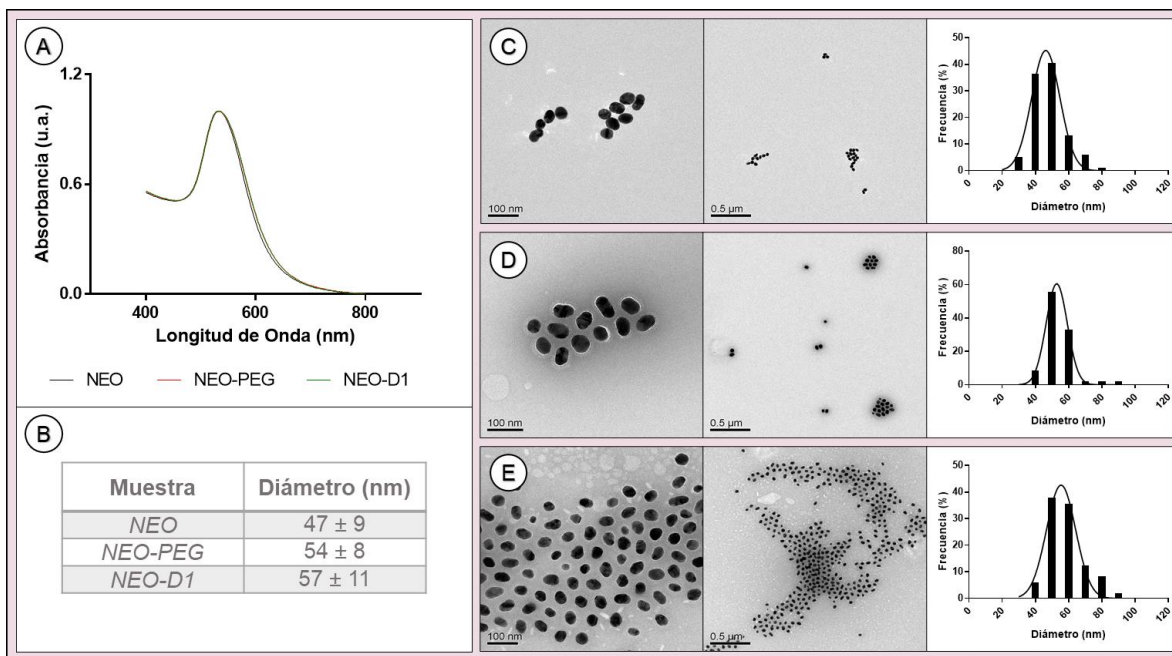 A
Absorbancia (u.a.)
1.2
0.6
0.0
400 600 800
Longitud de Onda (nm)
NEO NEO-PEG NEO-D1
B
Muestra Diámetro (nm)
NEO 47 ± 9
NEO-PEG 54 ± 8
NEO-D1 57 ± 11
C
100 nm
0.5 µm
Frecuencia (%)
50
40
30
20
10
0
0 20 40 60 80 100 120
Diámetro (nm)
D
100 nm
0.5 µm
Frecuencia (%)
80
60
40
20
0
0 20 40 60 80 100 120
Diámetro (nm)
E
100 nm
0.5 µm
Frecuencia (%)
50
40
30
20
10
0
0 20 40 60 80 100 120
Diámetro (nm)